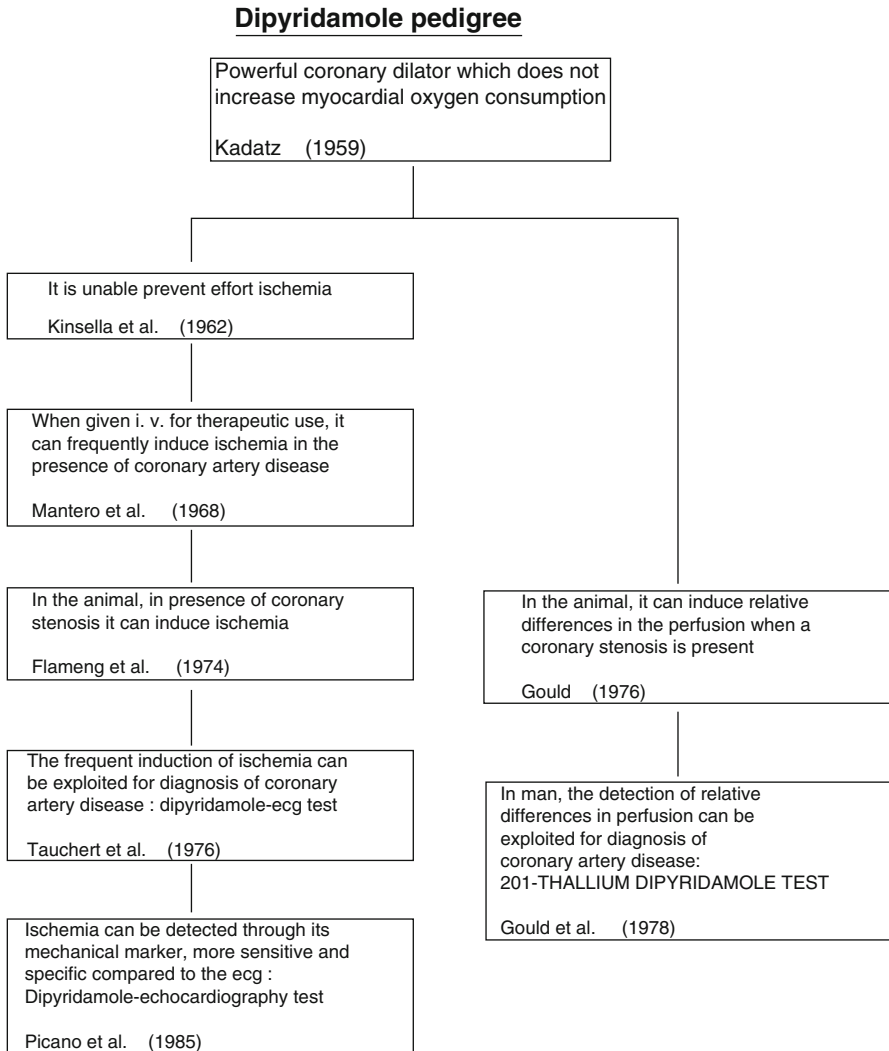 Dipyridamole pedigree
Powerful coronary dilator which does not
increase myocardial oxygen consumption
Kadatz (1959)
It is unable prevent effort ischemia
Kinsella et al. (1962)
When given i. v. for therapeutic use, it
can frequently induce ischemia in the
presence of coronary artery disease
Mantero et al. (1968)
In the animal, in presence of coronary
stenosis it can induce ischemia
Flameng et al. (1974)
The frequent induction of ischemia can
be exploited for diagnosis of coronary
artery disease : dipyridamole-ecg test
Tauchert et al. (1976)
Ischemia can be detected through its
mechanical marker, more sensitive and
specific compared to the ecg :
Dipyridamole-echocardiography test
Picano et al. (1985)
In the animal, it can induce relative
differences in the perfusion when a
coronary stenosis is present
Gould (1976)
In man, the detection of relative
differences in perfusion can be
exploited for diagnosis of
coronary artery disease:
201-THALLIUM DIPYRIDAMOLE TEST
Gould et al. (1978)